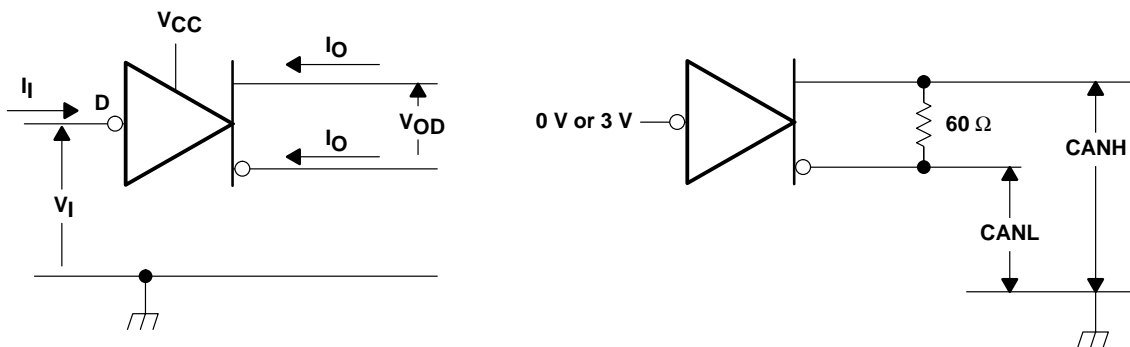 VCC
IO
II
D
VOD
IO
VI
0 V or 3 V
60 Ω
CANH
CANL